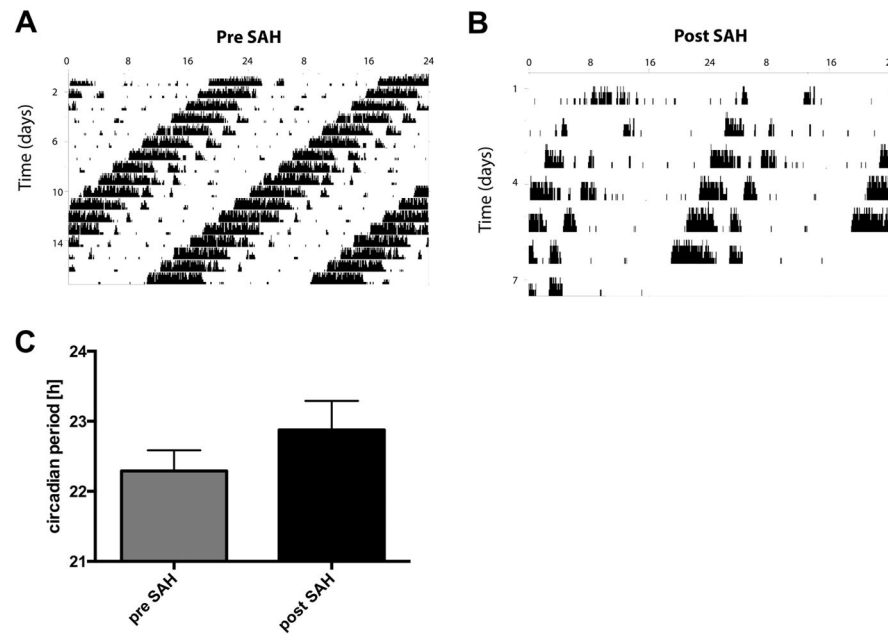 A
Pre SAH
0 8 16 24 8 16 24
Time (days)
2
6
10
14
B
Post SAH
0 8 16 24 8 16 2
Time (days)
1
4
7
C
circadian period [h]
24
23
22
21
pre SAH
post SAH